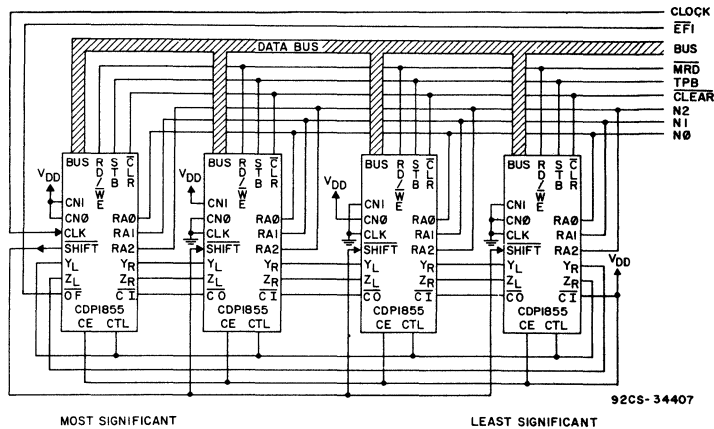 CLOCK
EF1
BUS
DATA BUS
MRD
TPB
CLEAR
N2
N1
NØ
BUS RD/WE STB CLR
VDD
CN1
CNØ
CLK
SHIFT
YL
ZL
OF
RAØ
RA1
RA2
YR
ZR
CI
CDP1855
CE CTL
BUS RD/WE STB CLR
VDD
CN1
CNØ
CLK
SHIFT
YL
ZL
CO
RAØ
RA1
RA2
YR
ZR
CI
CDP1855
CE CTL
BUS RD/WE STB CLR
VDD
CN1
CNØ
CLK
SHIFT
YL
ZL
CO
RAØ
RA1
RA2
YR
ZR
CI
CDP1855
CE CTL
BUS RD/WE STB CLR
CN1
CNØ
CLK
SHIFT
YL
ZL
CO
RAØ
RA1
RA2
YR
ZR
CI
VDD
CDP1855
CE CTL
92CS-34407
MOST SIGNIFICANT
LEAST SIGNIFICANT